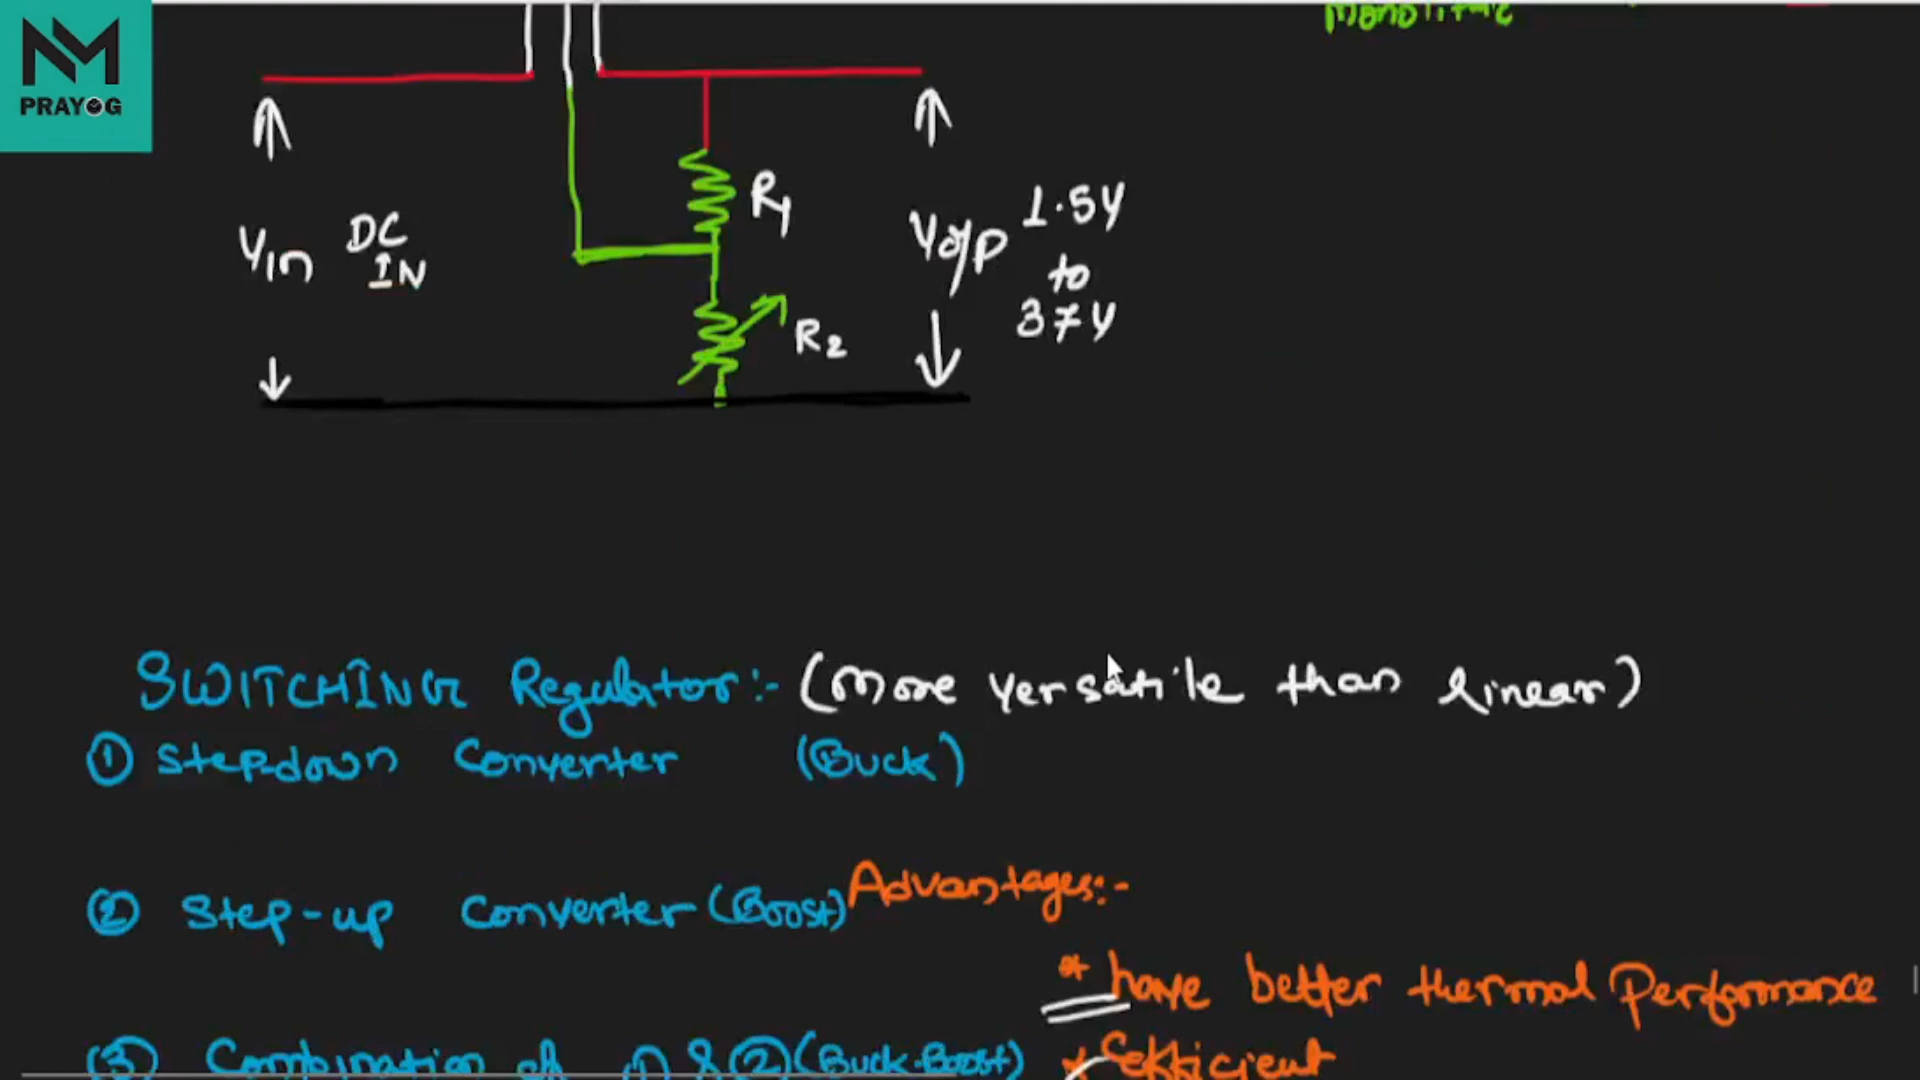 NM
PRAYOG
R1
Vin DC IN
Vo/p 1.5V to 37V
R2
SWITCHING Regulator:- (More versatile than linear)
① Stepdown Converter (Buck)
② Step-up Converter (Boost)
Advantages:-
* have better thermal Performance
③ Combination of ① & ② (Buck-Boost)
* Efficient